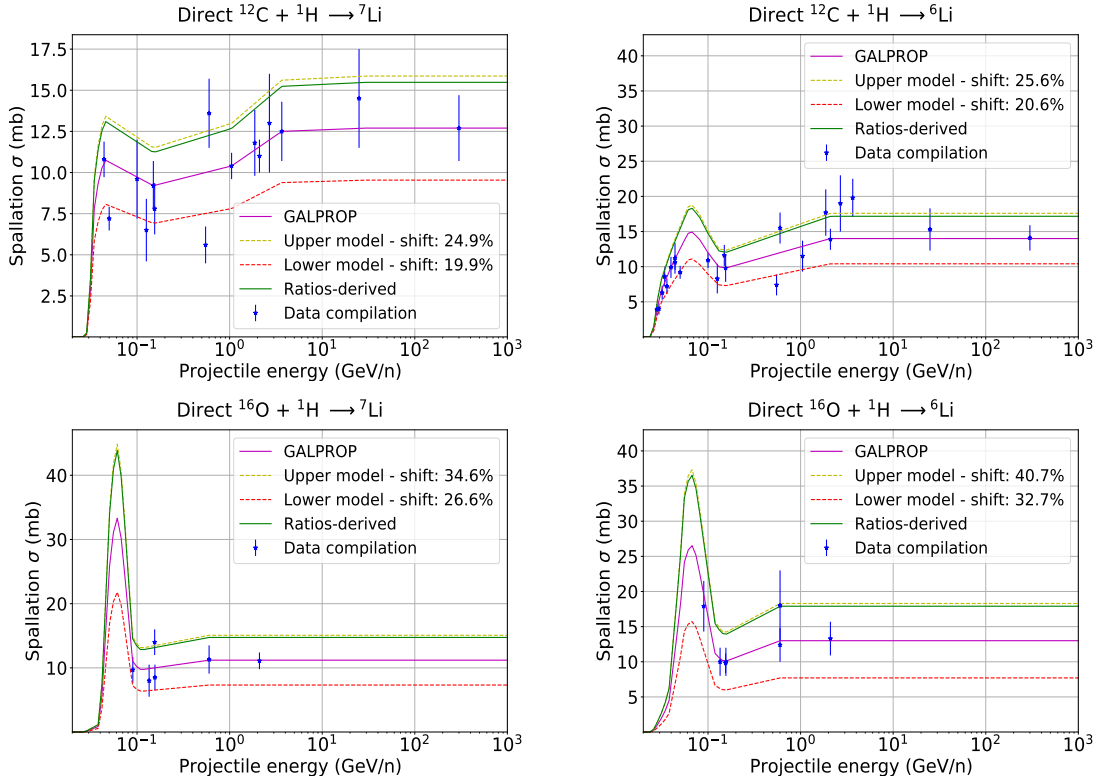 Direct ¹²C + ¹H ⟶ ⁷Li
Spallation σ (mb)
17.5
15.0
12.5
10.0
7.5
5.0
2.5
GALPROP
Upper model - shift: 24.9%
Lower model - shift: 19.9%
Ratios-derived
Data compilation
10⁻¹ 10⁰ 10¹ 10² 10³
Projectile energy (GeV/n)
Direct ¹²C + ¹H ⟶ ⁶Li
Spallation σ (mb)
40
35
30
25
20
15
10
5
GALPROP
Upper model - shift: 25.6%
Lower model - shift: 20.6%
Ratios-derived
Data compilation
10⁻¹ 10⁰ 10¹ 10² 10³
Projectile energy (GeV/n)
Direct ¹⁶O + ¹H ⟶ ⁷Li
Spallation σ (mb)
40
30
20
10
GALPROP
Upper model - shift: 34.6%
Lower model - shift: 26.6%
Ratios-derived
Data compilation
10⁻¹ 10⁰ 10¹ 10² 10³
Projectile energy (GeV/n)
Direct ¹⁶O + ¹H ⟶ ⁶Li
Spallation σ (mb)
40
35
30
25
20
15
10
5
GALPROP
Upper model - shift: 40.7%
Lower model - shift: 32.7%
Ratios-derived
Data compilation
10⁻¹ 10⁰ 10¹ 10² 10³
Projectile energy (GeV/n)